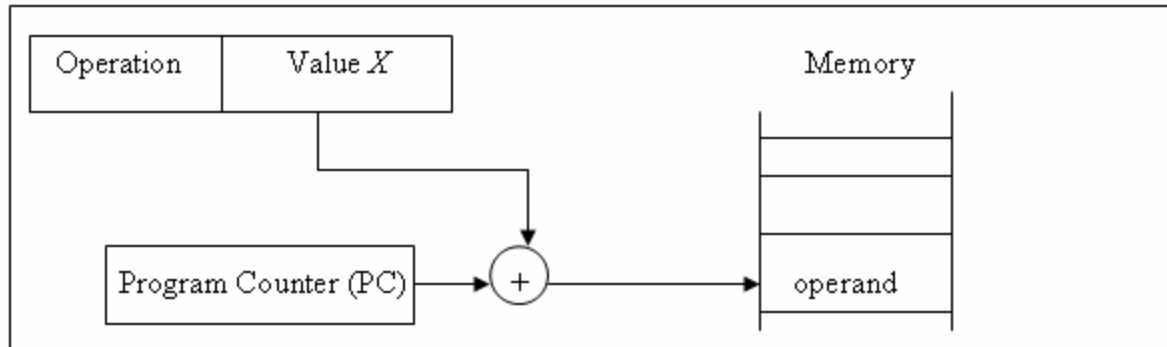 Operation
Value X
Memory
Program Counter (PC)
+
operand